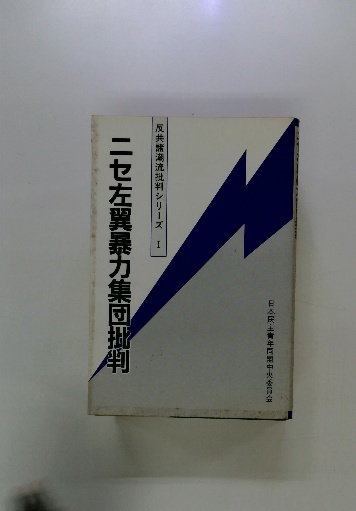 反共諸潮流批判シリーズ I
ニセ左翼暴力集団批判
日本民主青年同盟中央委員会